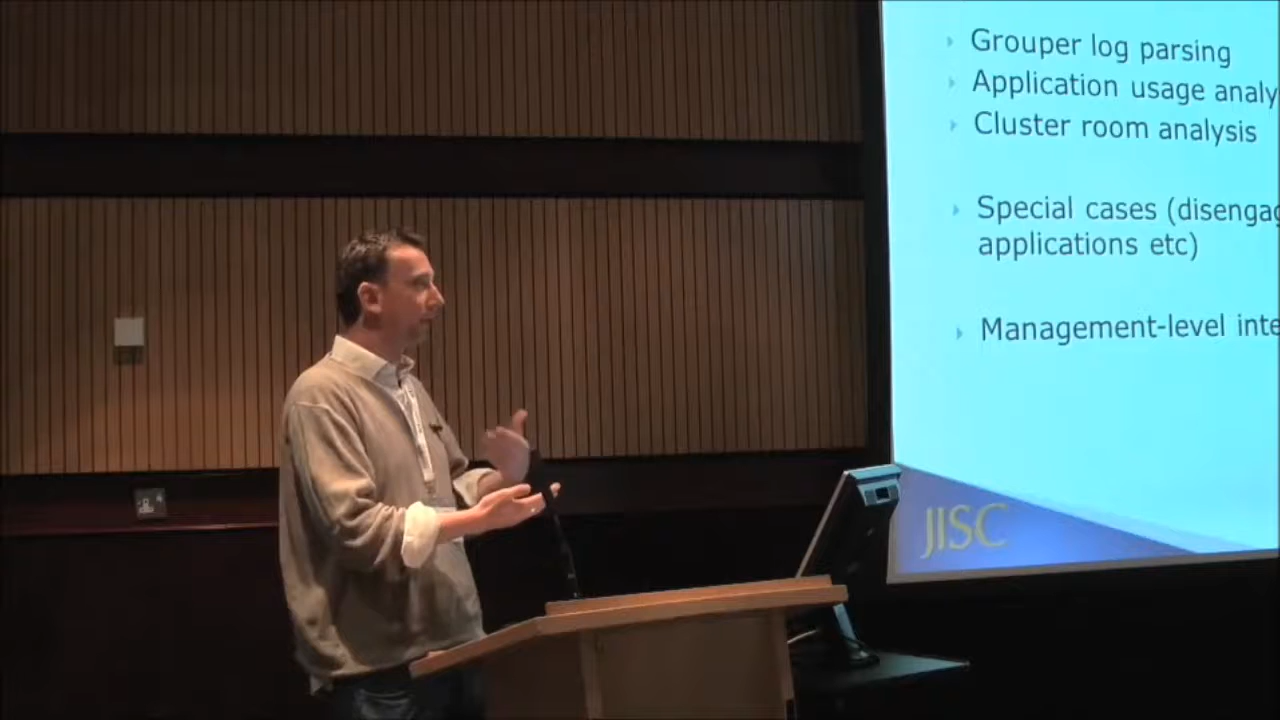 Grouper log parsing
Application usage analy
Cluster room analysis
Special cases (disengag
applications etc)
Management-level inte
JISC